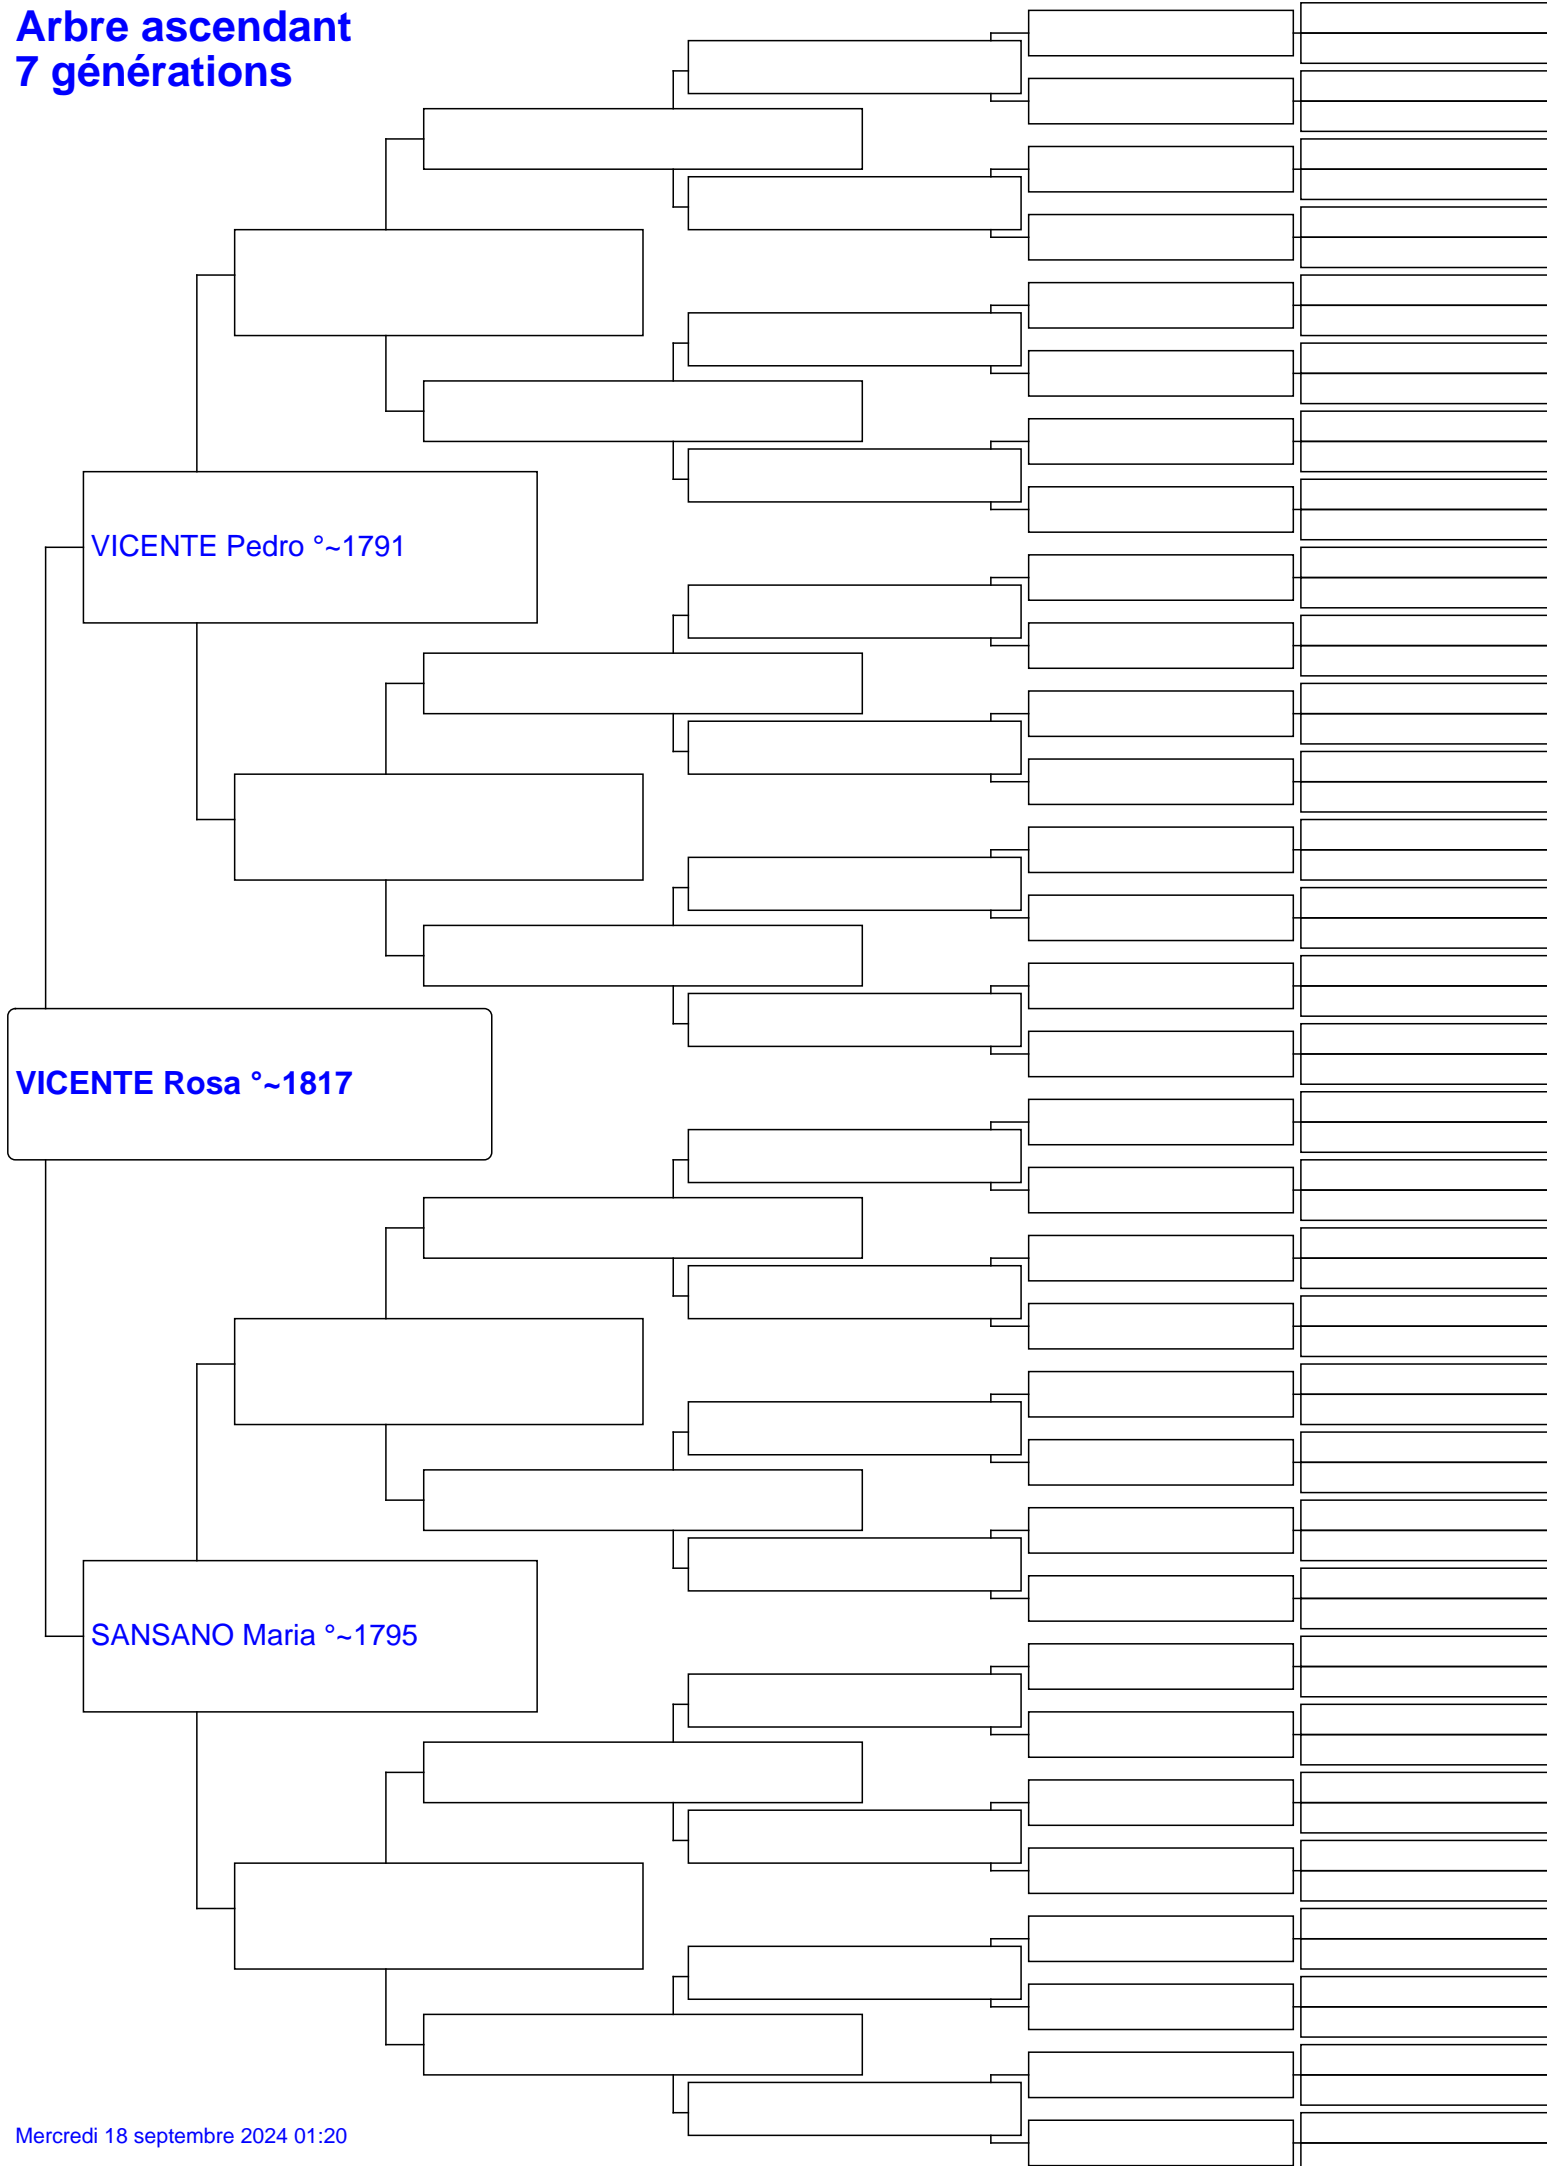 Arbre ascendant
7 générations
VICENTE Pedro °~1791
VICENTE Rosa °~1817
SANSANO Maria °~1795
Mercredi 18 septembre 2024 01:20